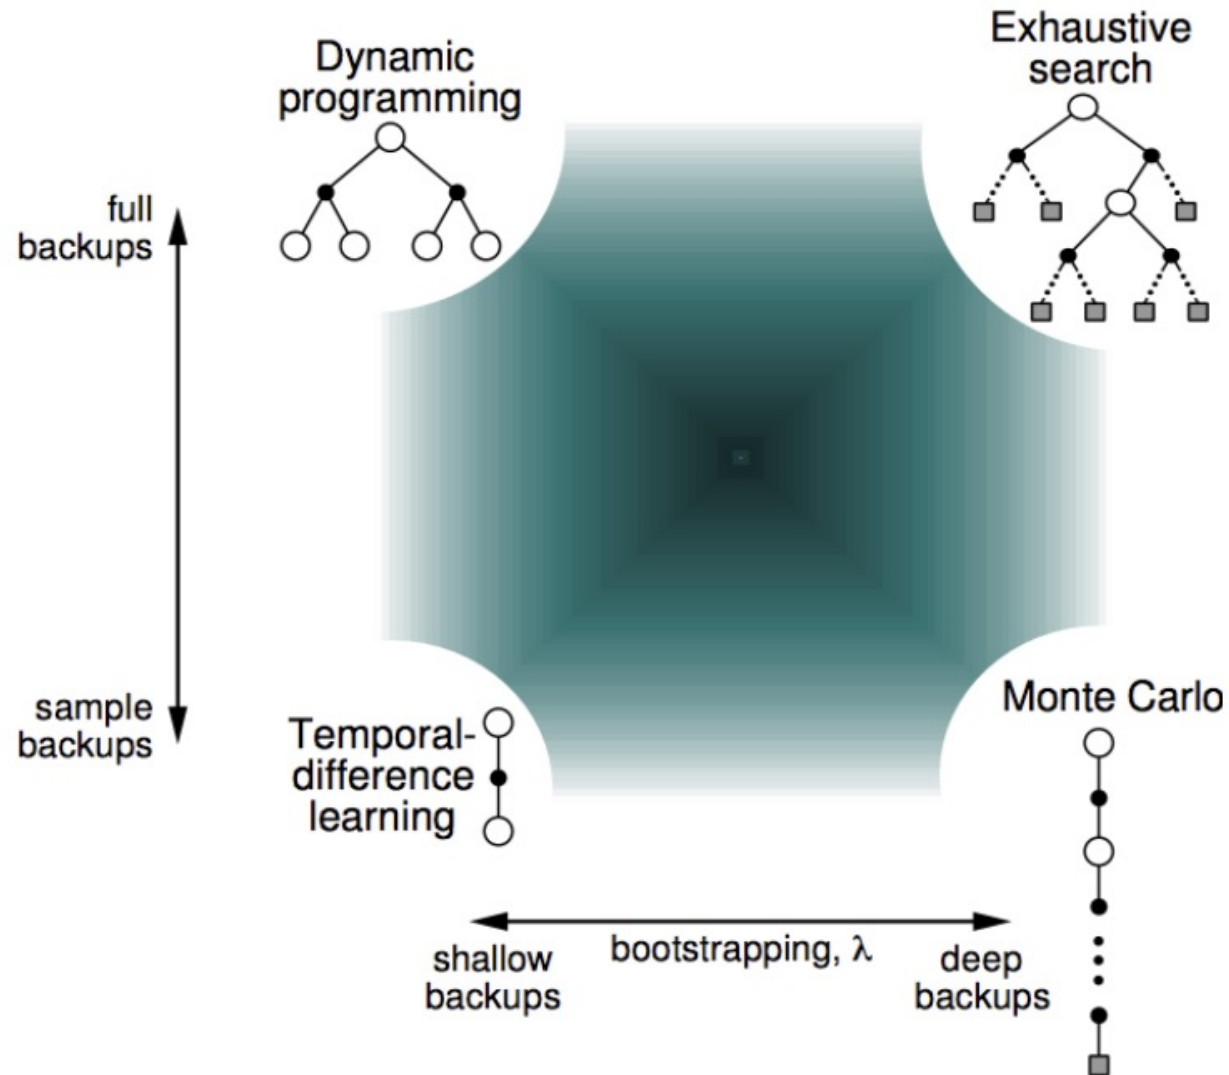 Dynamic
programming
Exhaustive
search
full
backups
sample
backups
Temporal-
difference
learning
Monte Carlo
shallow
backups
bootstrapping, λ
deep
backups